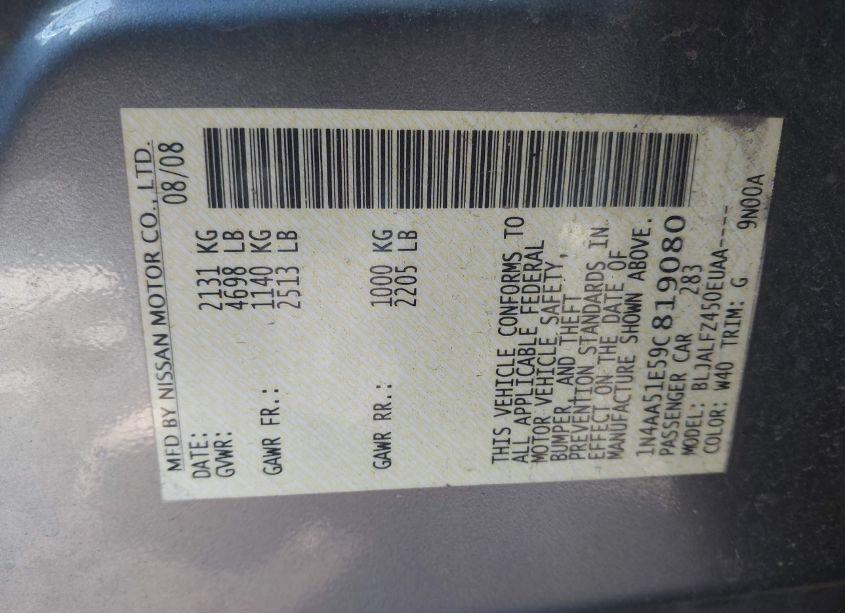 MFD BY NISSAN MOTOR CO., LTD.
DATE: 08/08
GVWR: 2131 KG
4698 LB
GAWR FR.: 1140 KG
2513 LB
GAWR RR.: 1000 KG
2205 LB
THIS VEHICLE CONFORMS TO
ALL APPLICABLE FEDERAL
MOTOR VEHICLE SAFETY,
BUMPER, AND THEFT
PREVENTION STANDARDS IN
EFFECT ON THE DATE OF
MANUFACTURE SHOWN ABOVE.
1N4AA51E59C819080
PASSENGER CAR 283
MODEL: BLJALFZ450EUAA----
COLOR: W40 TRIM: G 9N00A